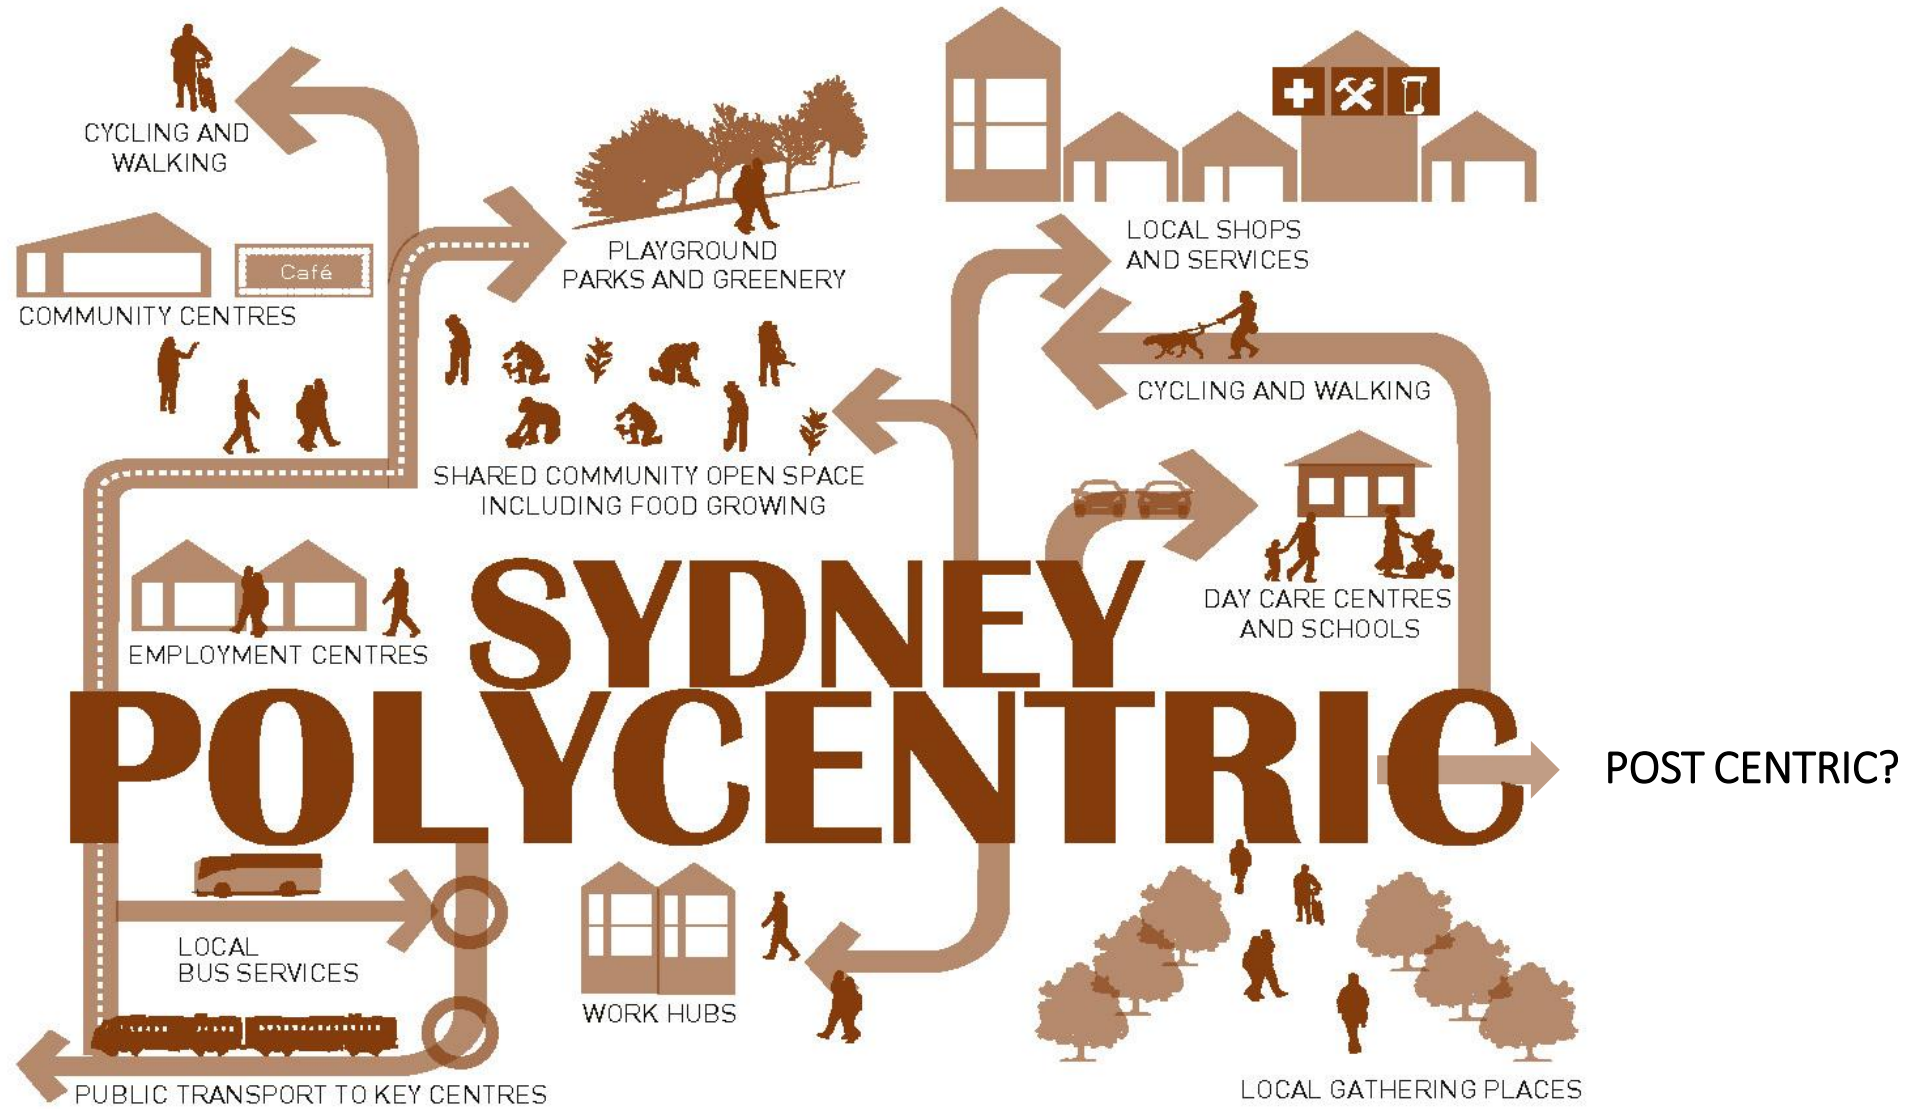 CYCLING AND
WALKING
PLAYGROUND
PARKS AND GREENERY
LOCAL SHOPS
AND SERVICES
Café
COMMUNITY CENTRES
CYCLING AND WALKING
SHARED COMMUNITY OPEN SPACE
INCLUDING FOOD GROWING
DAY CARE CENTRES
AND SCHOOLS
EMPLOYMENT CENTRES
SYDNEY
POLYCENTRIC
POST CENTRIC?
LOCAL
BUS SERVICES
WORK HUBS
PUBLIC TRANSPORT TO KEY CENTRES
LOCAL GATHERING PLACES